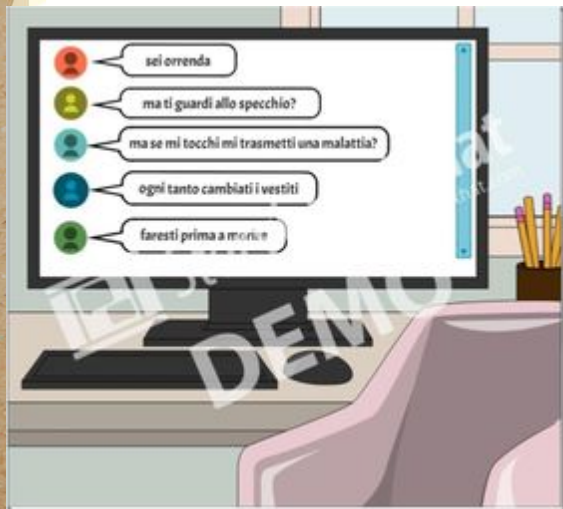 sei orrenda
ma ti guardi allo specchio?
ma se mi tocchi mi trasmetti una malattia?
ogni tanto cambiati i vestiti
faresti prima a morire
DEMO